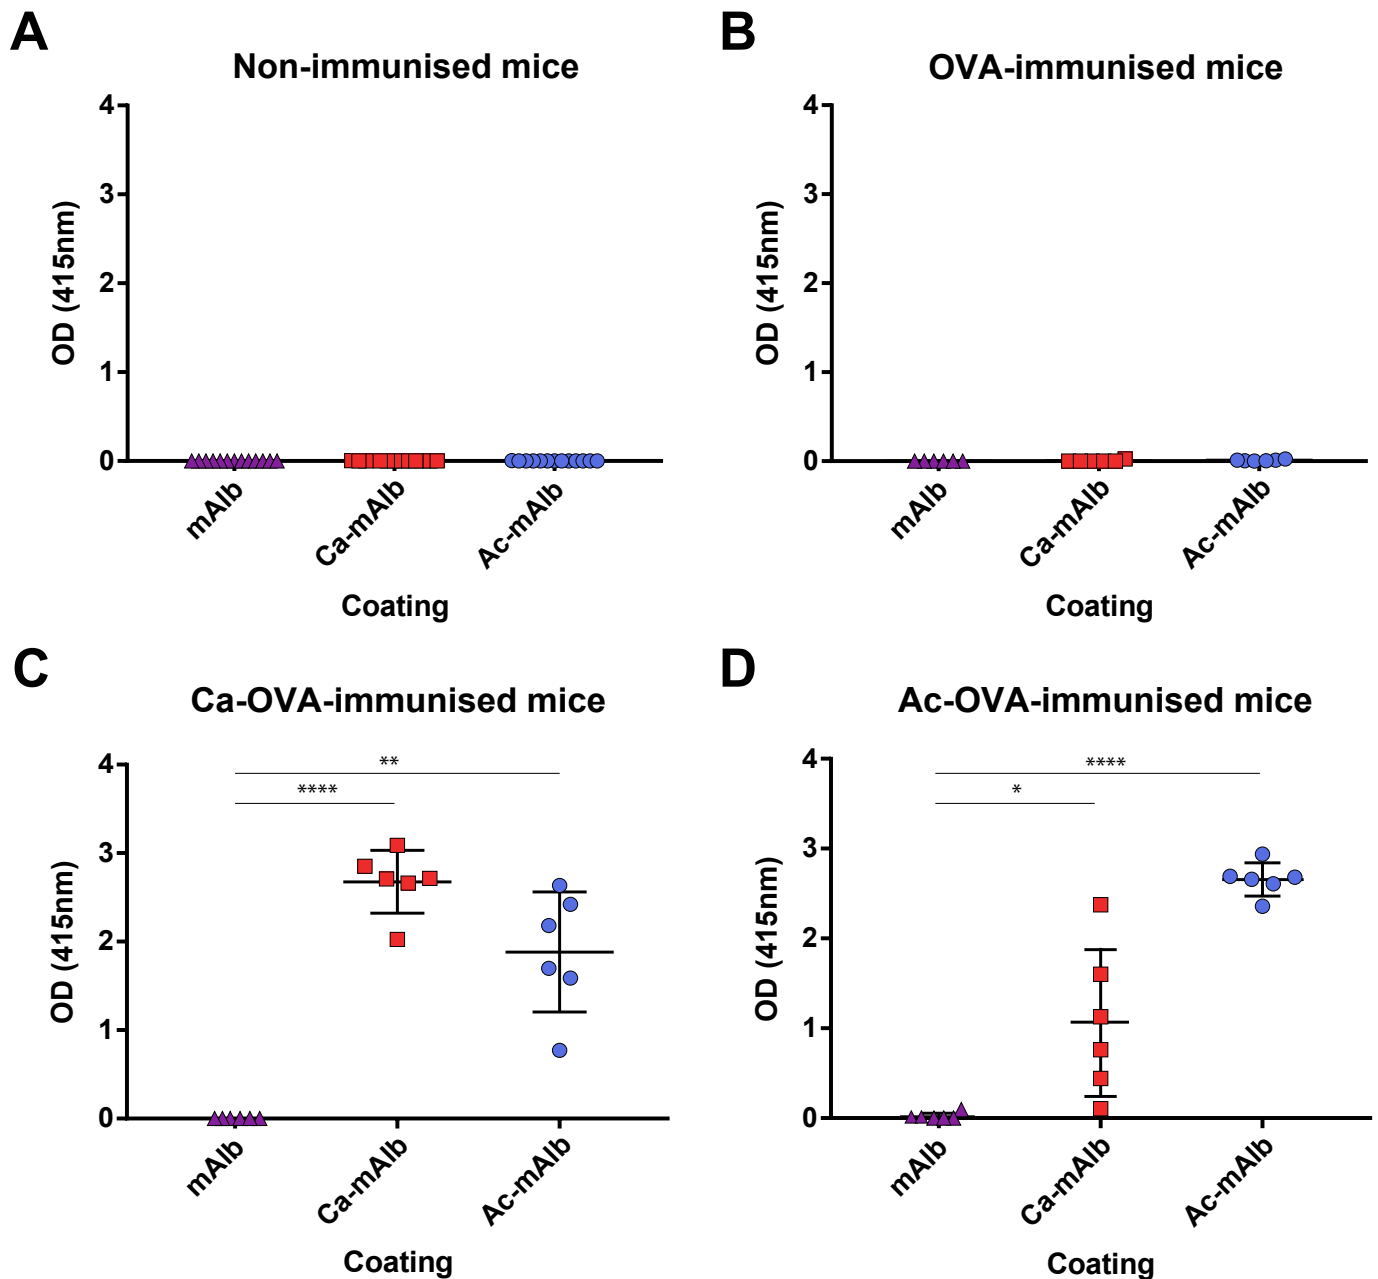 A
Non-immunised mice
4
3
2
1
0
OD (415nm)
mAlb
Ca-mAlb
Ac-mAlb
Coating
B
OVA-immunised mice
4
3
2
1
0
OD (415nm)
mAlb
Ca-mAlb
Ac-mAlb
Coating
C
Ca-OVA-immunised mice
**
****
4
3
2
1
0
OD (415nm)
mAlb
Ca-mAlb
Ac-mAlb
Coating
D
Ac-OVA-immunised mice
****
*
4
3
2
1
0
OD (415nm)
mAlb
Ca-mAlb
Ac-mAlb
Coating